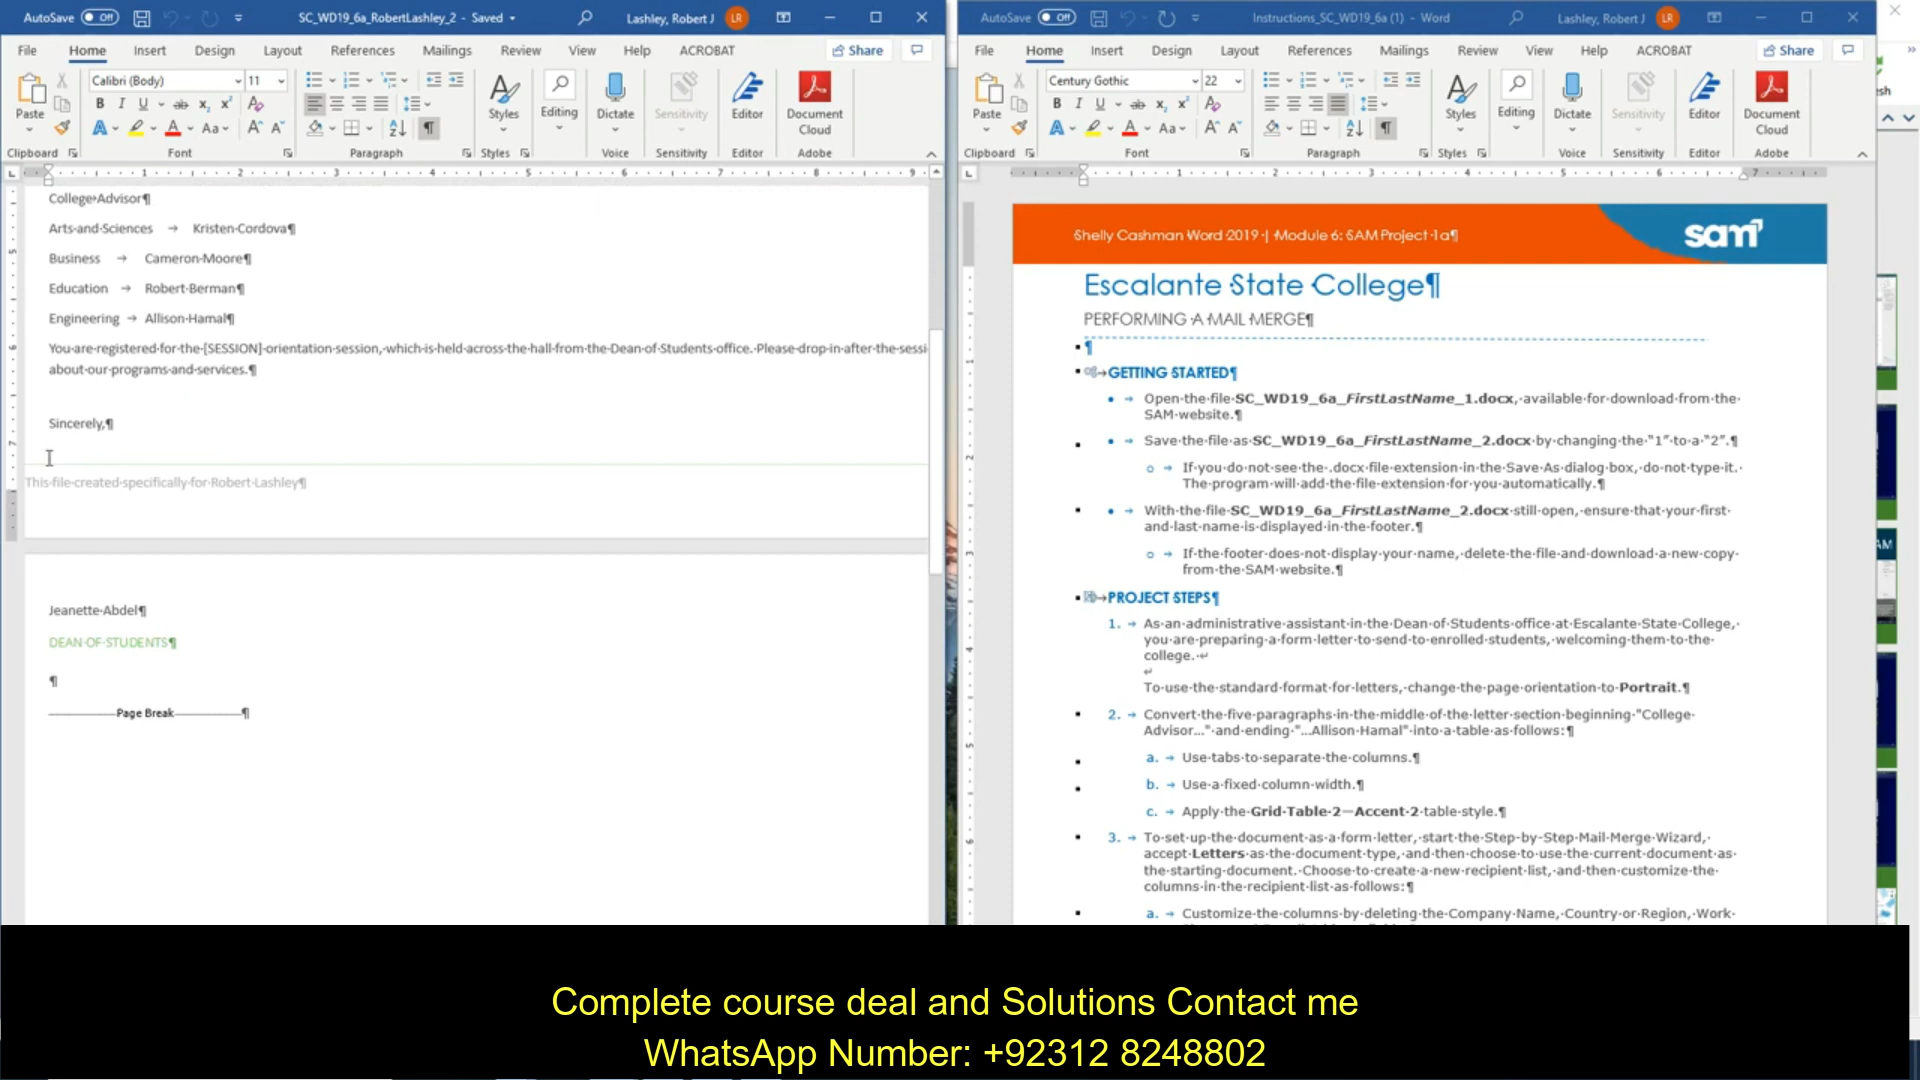 AutoSave Off SC_WD19_6a_RobertLashley_2 - Saved Lashley, Robert J LR
File Home Insert Design Layout References Mailings Review View Help ACROBAT Share
Calibri (Body) 11
Paste Styles Editing Dictate Sensitivity Editor Document Cloud
Clipboard Font Paragraph Styles Voice Sensitivity Editor Adobe
College·Advisor¶
Arts·and·Sciences → Kristen·Cordova¶
Business → Cameron·Moore¶
Education → Robert·Berman¶
Engineering → Allison·Hamal¶
You·are·registered·for·the·[SESSION]·orientation·session,·which·is·held·across·the·hall·from·the·Dean·of·Students·office.·Please·drop·in·after·the·sessi
about·our·programs·and·services.¶
Sincerely,¶
This·file·created·specifically·for·Robert·Lashley¶
Jeanette·Abdel¶
DEAN·OF·STUDENTS¶
¶
Page Break¶
AutoSave Off Instructions_SC_WD19_6a (1) - Word Lashley, Robert J LR
File Home Insert Design Layout References Mailings Review View Help ACROBAT Share
Century Gothic 22
Paste Styles Editing Dictate Sensitivity Editor Document Cloud
Clipboard Font Paragraph Styles Voice Sensitivity Editor Adobe
Shelly Cashman Word 2019 | Module 6: SAM Project 1a¶
sam
Escalante·State·College¶
PERFORMING·A·MAIL·MERGE¶
¶
GETTING·STARTED¶
• → Open·the·file·SC_WD19_6a_FirstLastName_1.docx,·available·for·download·from·the·
SAM·website.¶
• → Save·the·file·as·SC_WD19_6a_FirstLastName_2.docx·by·changing·the·"1"·to·a·"2".¶
o → If·you·do·not·see·the·.docx·file·extension·in·the·Save·As·dialog·box,·do·not·type·it.·
The·program·will·add·the·file·extension·for·you·automatically.¶
• → With·the·file·SC_WD19_6a_FirstLastName_2.docx·still·open,·ensure·that·your·first·
and·last·name·is·displayed·in·the·footer.¶
o → If·the·footer·does·not·display·your·name,·delete·the·file·and·download·a·new·copy·
from·the·SAM·website.¶
PROJECT·STEPS¶
1. → As·an·administrative·assistant·in·the·Dean·of·Students·office·at·Escalante·State·College,·
you·are·preparing·a·form·letter·to·send·to·enrolled·students,·welcoming·them·to·the·
college.·↵
↵
To·use·the·standard·format·for·letters,·change·the·page·orientation·to·Portrait.¶
2. → Convert·the·five·paragraphs·in·the·middle·of·the·letter·section·beginning·"College·
Advisor..."·and·ending·"...Allison·Hamal"·into·a·table·as·follows:¶
a. → Use·tabs·to·separate·the·columns.¶
b. → Use·a·fixed·column·width.¶
c. → Apply·the·Grid·Table·2—Accent·2·table·style.¶
3. → To·set·up·the·document·as·a·form·letter,·start·the·Step-by-Step·Mail·Merge·Wizard,·
accept·Letters·as·the·document·type,·and·then·choose·to·use·the·current·document·as·
the·starting·document.·Choose·to·create·a·new·recipient·list,·and·then·customize·the·
columns·in·the·recipient·list·as·follows:¶
a. → Customize·the·columns·by·deleting·the·Company·Name,·Country·or·Region,·Work·
Complete course deal and Solutions Contact me
WhatsApp Number: +92312 8248802